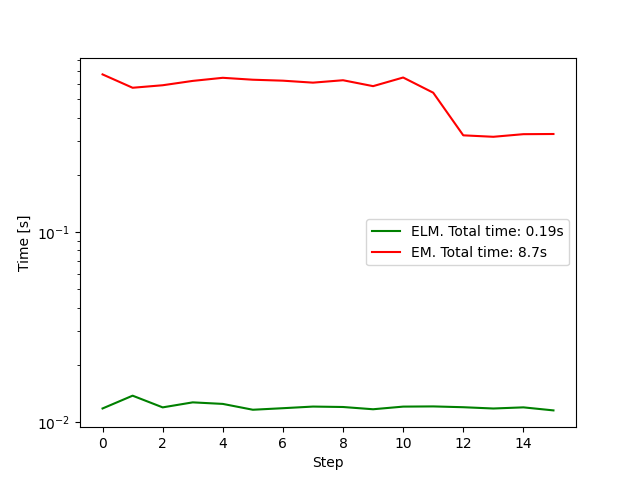 10⁻¹
10⁻²
Time [s]
ELM. Total time: 0.19s
EM. Total time: 8.7s
0 2 4 6 8 10 12 14
Step